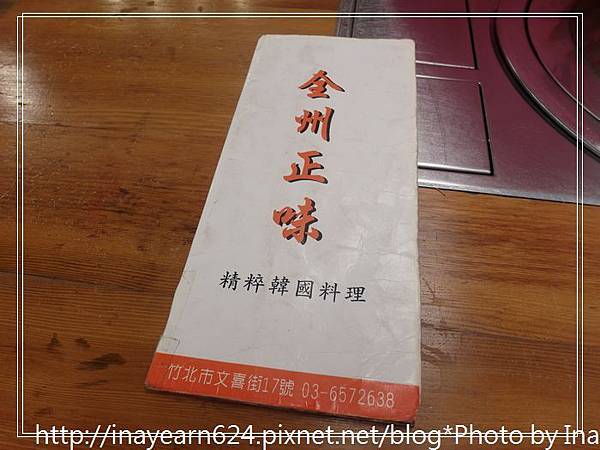 全州正味
精粹韓國料理
竹北市文喜街17號 03-6572638
http://inayearn624.pixnet.net/blog*Photo by Ina